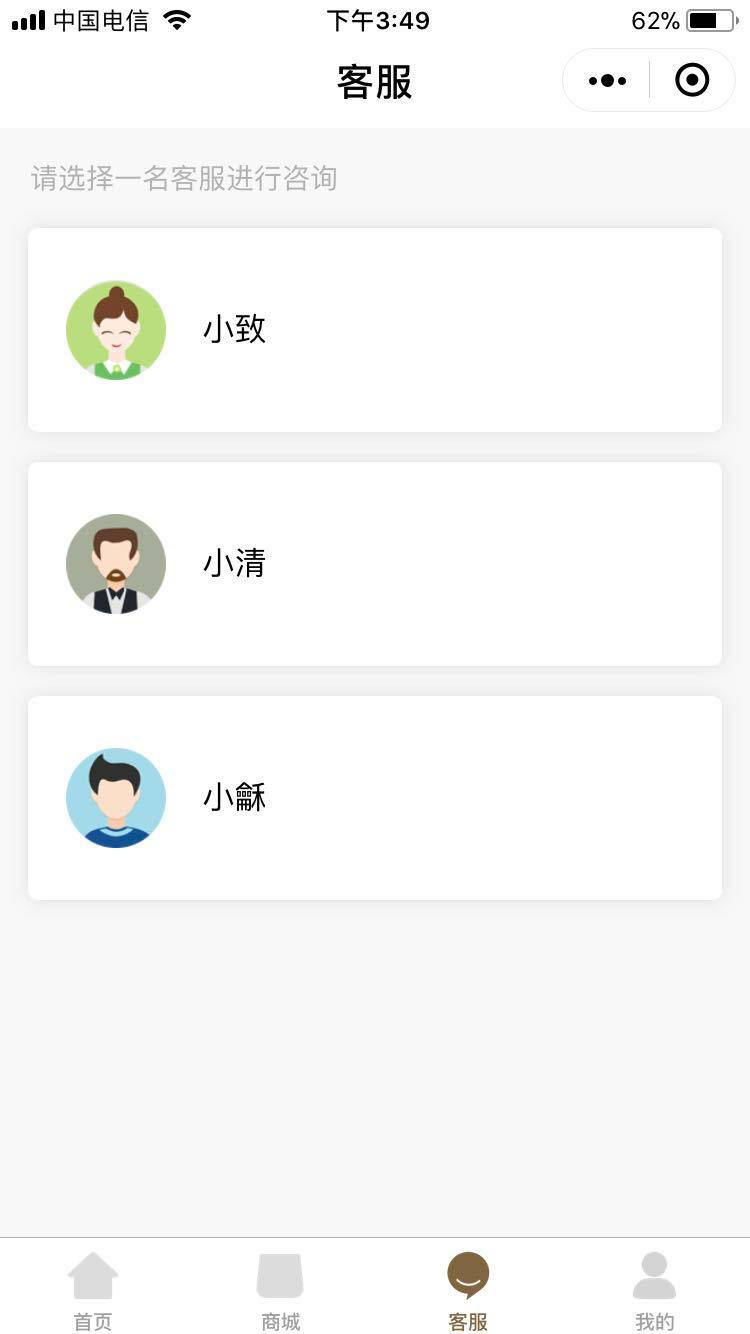 中国电信 下午3:49 62%
客服
请选择一名客服进行咨询
小致
小清
小龢
首页 商城 客服 我的